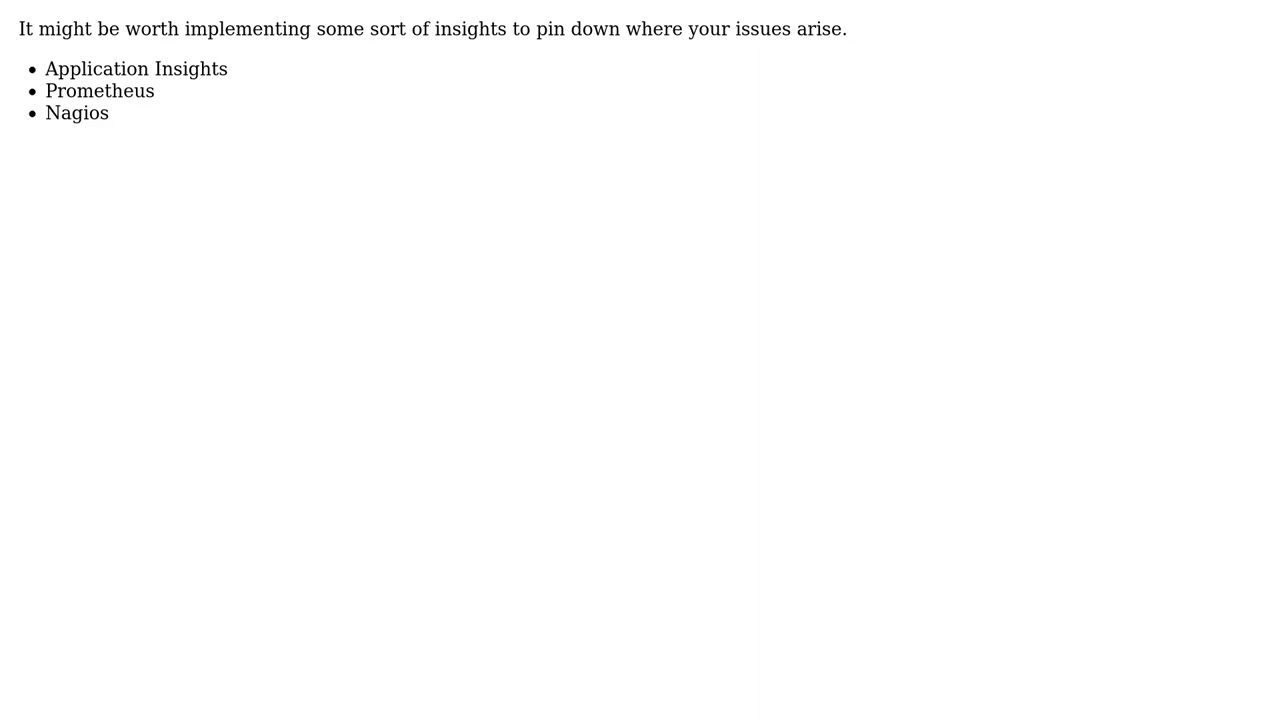 It might be worth implementing some sort of insights to pin down where your issues arise.
• Application Insights
• Prometheus
• Nagios